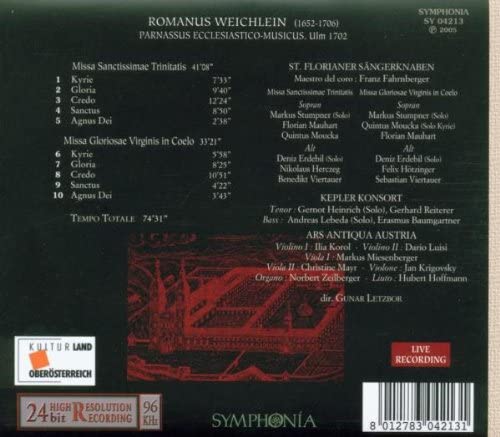 ROMANUS WEICHLEIN (1652-1706)
PARNASSUS ECCLESIASTICO-MUSICUS. Ulm 1702
SYMPHONIA
SY 04213
℗ 2005
Missa Sanctissimae Trinitatis 41'08"
1 Kyrie 7'33"
2 Gloria 9'40"
3 Credo 12'24"
4 Sanctus 8'50"
5 Agnus Dei 2'38"
Missa Gloriosae Virginis in Coelo 33'21"
6 Kyrie 5'58"
7 Gloria 8'25"
8 Credo 10'51"
9 Sanctus 4'22"
10 Agnus Dei 3'43"
TEMPO TOTALE: 74'31"
ST. FLORIANER SÄNGERKNABEN
Maestro del coro: Franz Fahrnberger
Missa Sanctissimae Trinitatis
Sopran
Markus Stumpner (Solo)
Florian Mauhart
Quintus Moucka
Alt
Deniz Erdebil (Solo)
Nikolaus Herczeg
Benedikt Viertauer
Missa Gloriosae Virginis in Coelo
Sopran
Markus Stumpner (Solo)
Quintus Moucka (Solo Kyrie)
Florian Mauhart
Alt
Deniz Erdebil (Solo)
Felix Hötzinger
Sebastian Viertauer
KEPLER KONSORT
Tenor: Gernot Heinrich (Solo), Gerhard Reiterer
Bass: Andreas Lebeda (Solo), Erasmus Baumgartner
ARS ANTIQUA AUSTRIA
Violino I: Ilia Korol / Violino II: Dario Luisi
Viola I: Markus Miesenberger
Viola II: Christine Mayr / Violone: Jan Krigovsky
Organo: Norbert Zeilberger / Liuto: Hubert Hoffmann
dir. GUNAR LETZBOR
KULTUR LAND
OBERÖSTERREICH
LIVE
RECORDING
24 bit HIGH RESOLUTION RECORDING 96 KHz
SYMPHONÍA
8 012783 042131